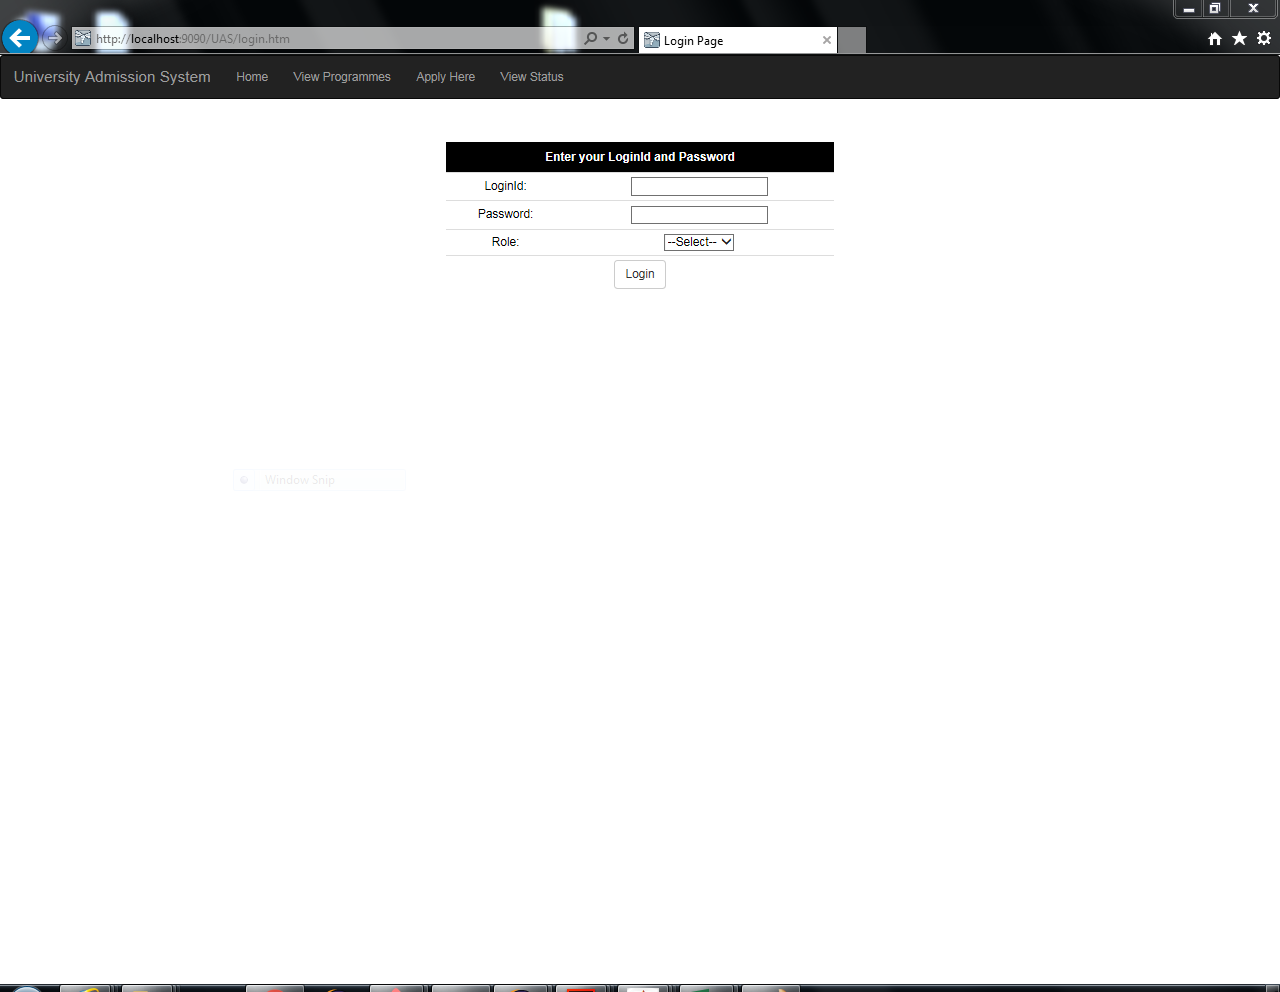 http://localhost:9090/UAS/login.htm
Login Page
University Admission System Home View Programmes Apply Here View Status
Enter your LoginId and Password
LoginId:
Password:
Role: --Select--
Login
Window Snip